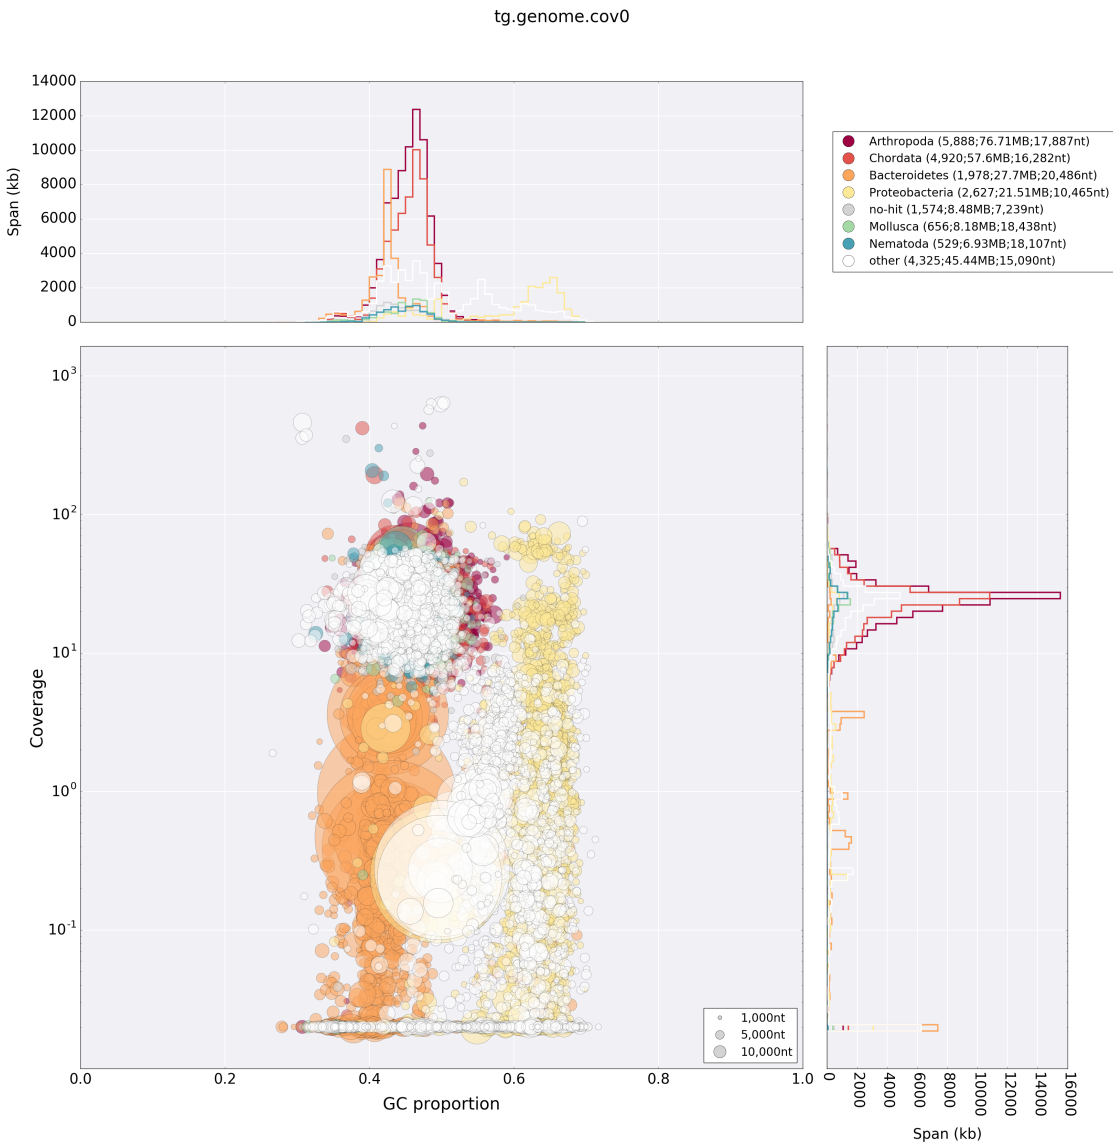 tg.genome.cov0
14000
12000
10000
8000
6000
4000
2000
0
Span (kb)
Arthropoda (5,888;76.71MB;17,887nt)
Chordata (4,920;57.6MB;16,282nt)
Bacteroidetes (1,978;27.7MB;20,486nt)
Proteobacteria (2,627;21.51MB;10,465nt)
no-hit (1,574;8.48MB;7,239nt)
Mollusca (656;8.18MB;18,438nt)
Nematoda (529;6.93MB;18,107nt)
other (4,325;45.44MB;15,090nt)
10³
10²
10¹
10⁰
10⁻¹
Coverage
1,000nt
5,000nt
10,000nt
0.0 0.2 0.4 0.6 0.8 1.0
GC proportion
0 2000 4000 6000 8000 10000 12000 14000 16000
Span (kb)